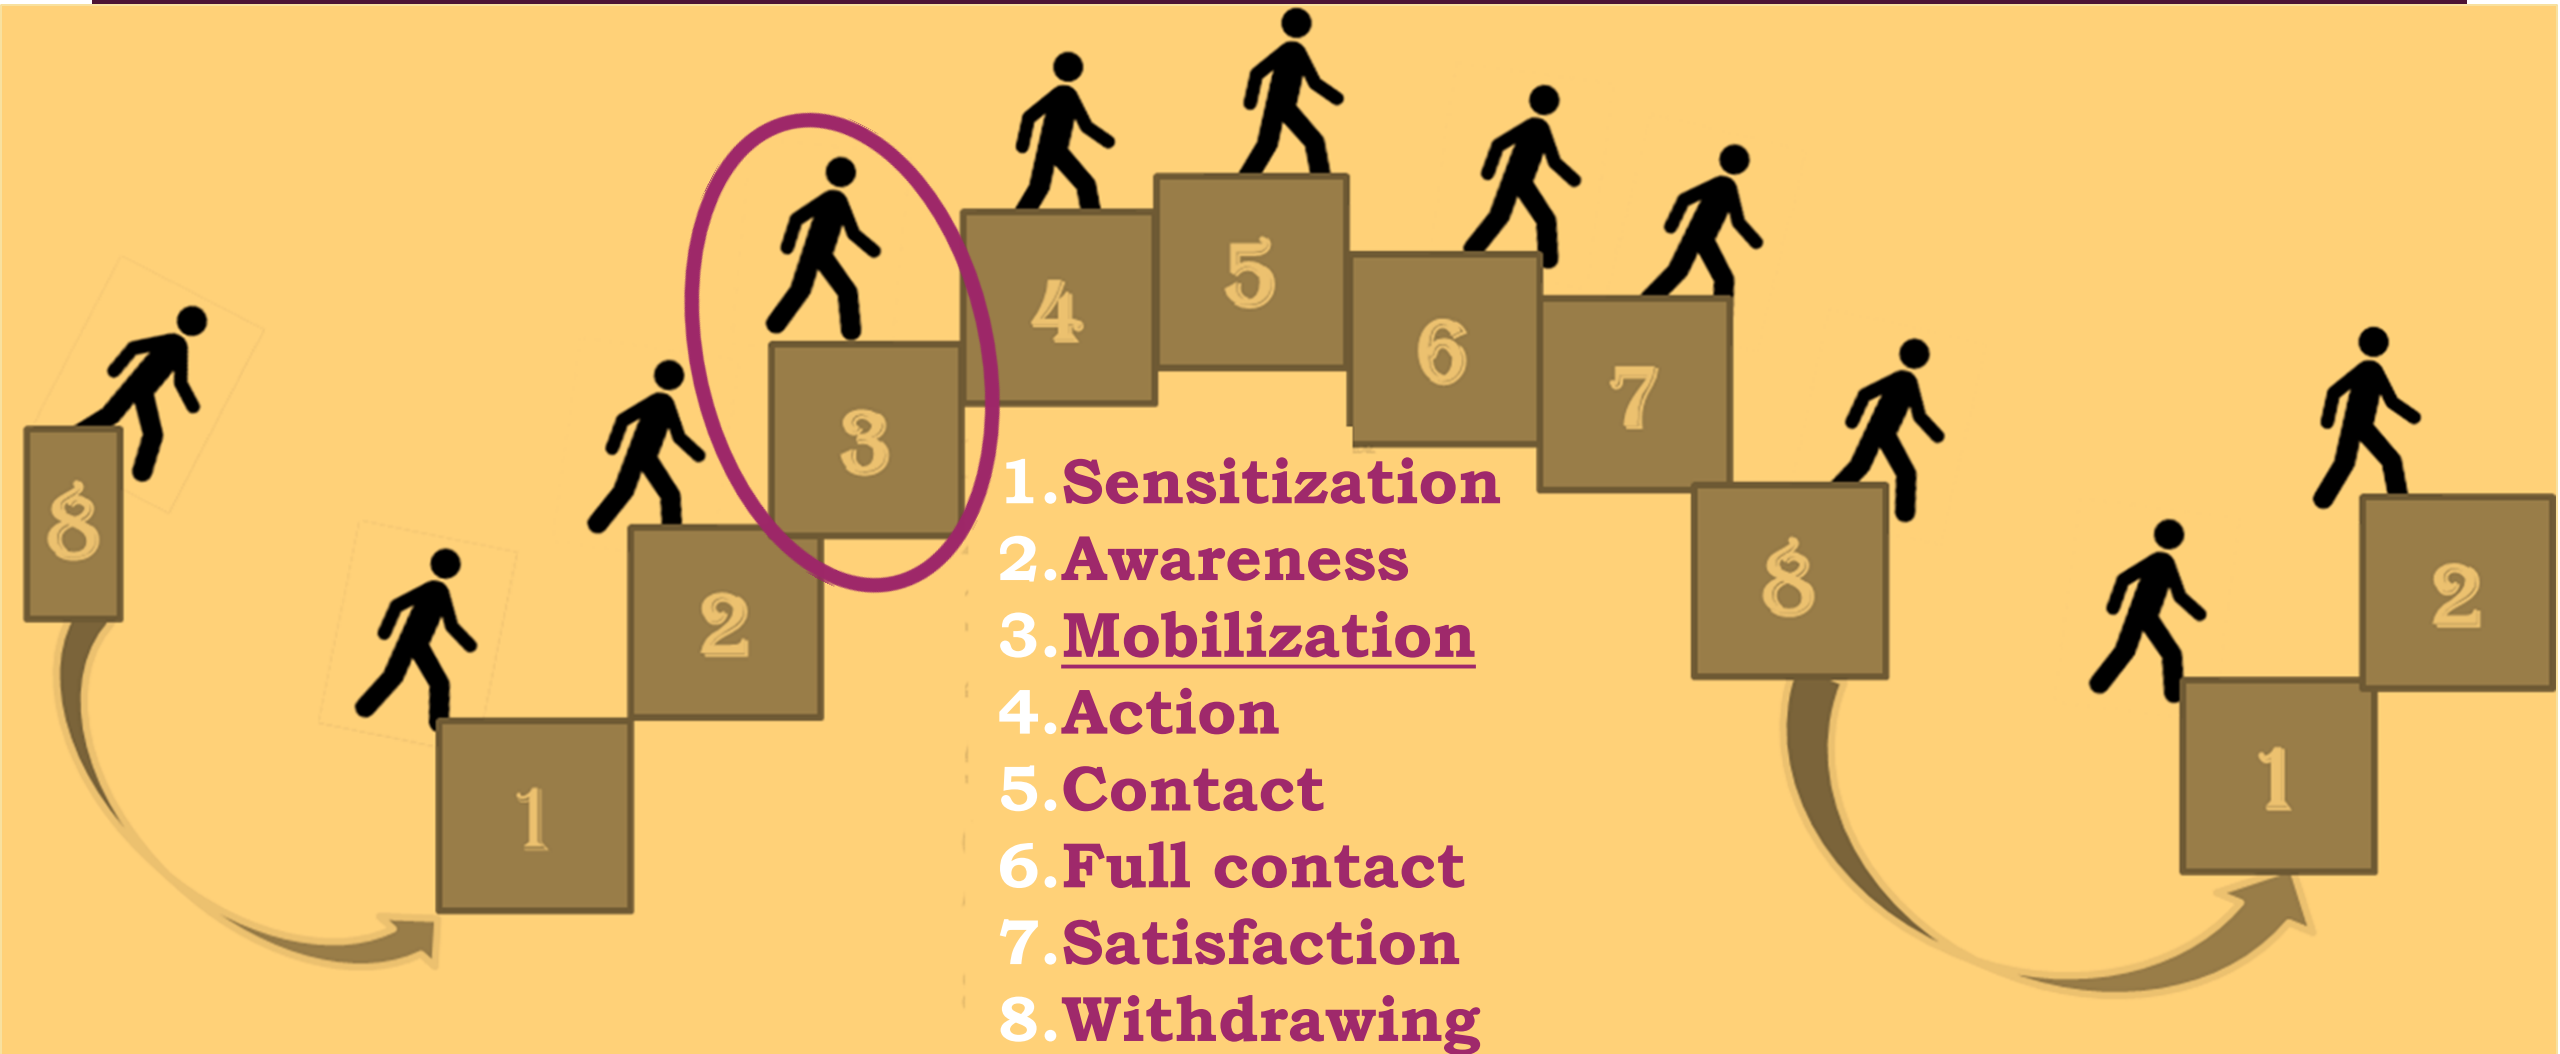 8
1
2
3
4
5
6
7
8
1
2
1.Sensitization
2.Awareness
3.Mobilization
4.Action
5.Contact
6.Full contact
7.Satisfaction
8.Withdrawing